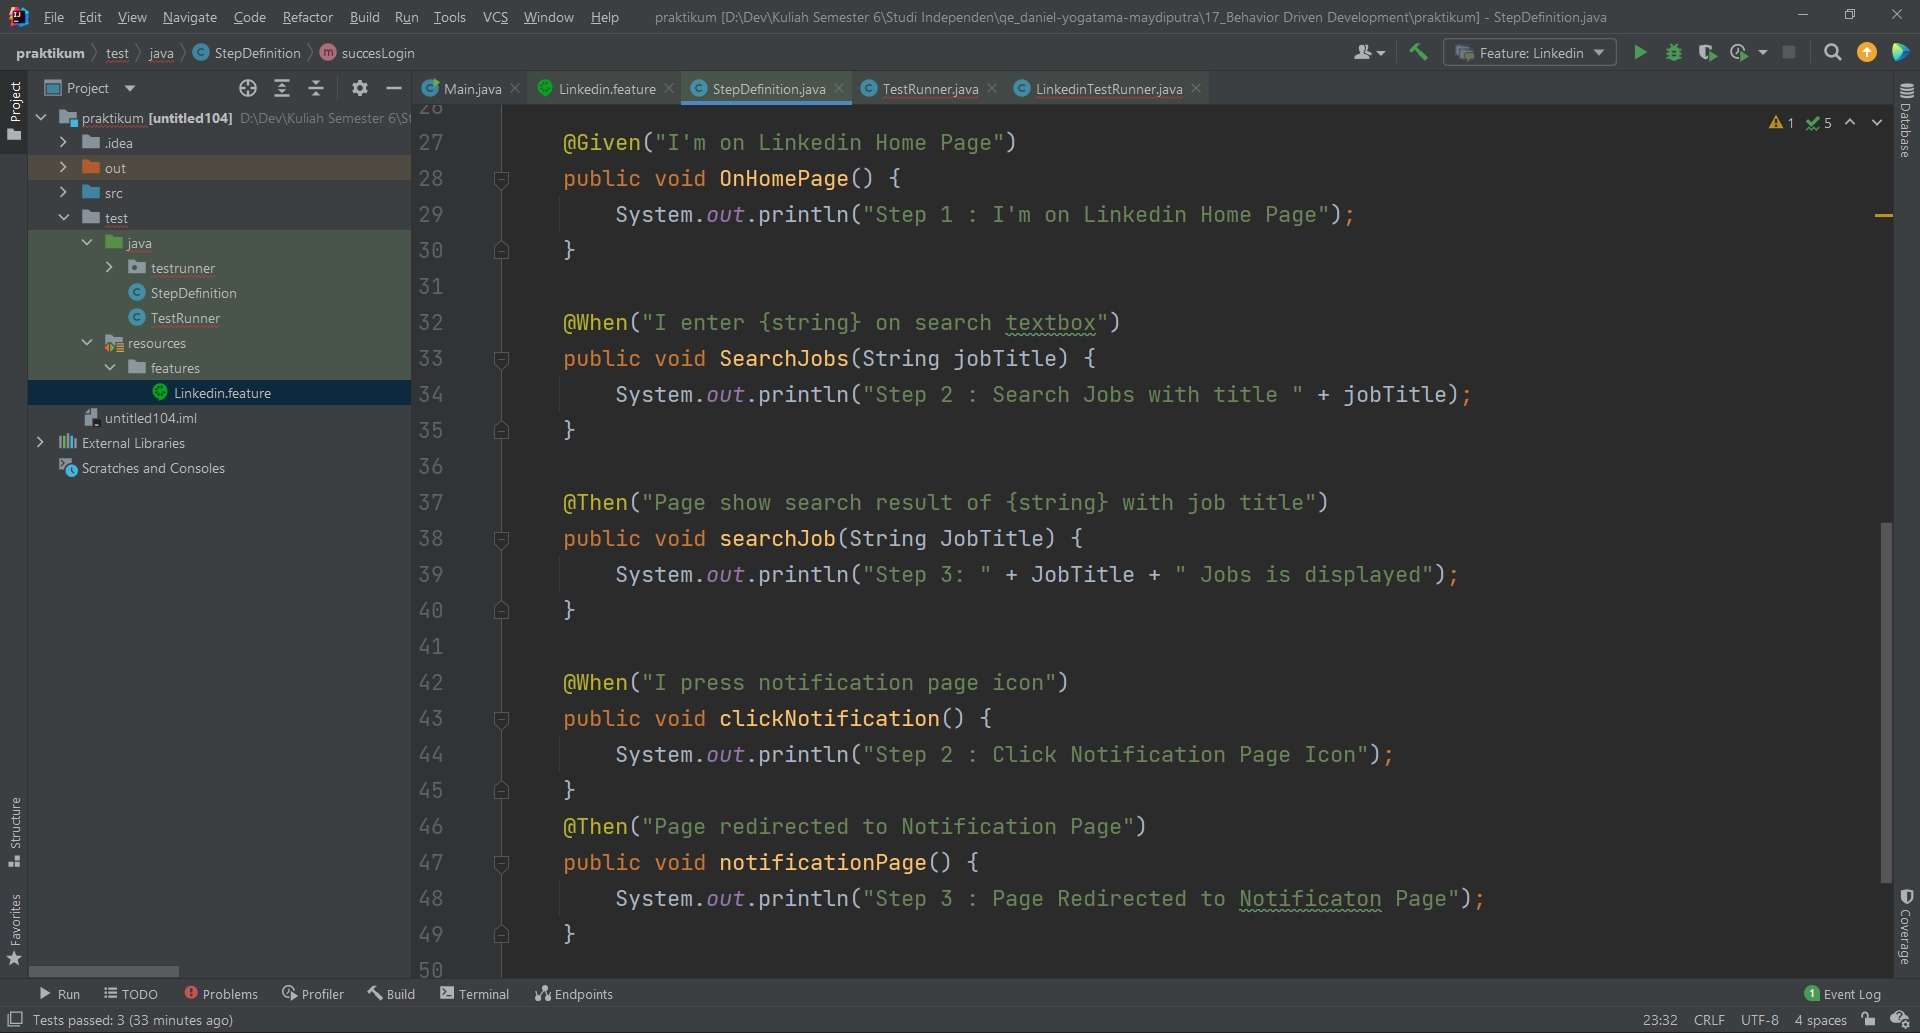 File Edit View Navigate Code Refactor Build Run Tools VCS Window Help praktikum [D:\Dev\Kuliah Semester 6\Studi Independen\qe_daniel-yogatama-maydiputra\17_Behavior Driven Development\praktikum] - StepDefinition.java
praktikum test java StepDefinition succesLogin Feature: Linkedin
Project
Main.java Linkedin.feature StepDefinition.java TestRunner.java LinkedinTestRunner.java
praktikum [untitled104] D:\Dev\Kuliah Semester 6\St
.idea
out
src
test
java
testrunner
StepDefinition
TestRunner
resources
features
Linkedin.feature
untitled104.iml
External Libraries
Scratches and Consoles
Project
Structure
Favorites
1 5
26
27 @Given("I'm on Linkedin Home Page")
28 public void OnHomePage() {
29 System.out.println("Step 1 : I'm on Linkedin Home Page");
30 }
31
32 @When("I enter {string} on search textbox")
33 public void SearchJobs(String jobTitle) {
34 System.out.println("Step 2 : Search Jobs with title " + jobTitle);
35 }
36
37 @Then("Page show search result of {string} with job title")
38 public void searchJob(String JobTitle) {
39 System.out.println("Step 3: " + JobTitle + " Jobs is displayed");
40 }
41
42 @When("I press notification page icon")
43 public void clickNotification() {
44 System.out.println("Step 2 : Click Notification Page Icon");
45 }
46 @Then("Page redirected to Notification Page")
47 public void notificationPage() {
48 System.out.println("Step 3 : Page Redirected to Notificaton Page");
49 }
50
Database
Coverage
Run TODO Problems Profiler Build Terminal Endpoints 1 Event Log
Tests passed: 3 (33 minutes ago) 23:32 CRLF UTF-8 4 spaces